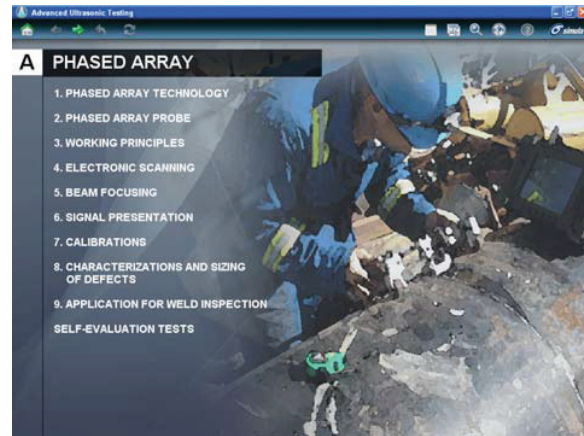 Advanced Ultrasonic Testing
A PHASED ARRAY
1. PHASED ARRAY TECHNOLOGY
2. PHASED ARRAY PROBE
3. WORKING PRINCIPLES
4. ELECTRONIC SCANNING
5. BEAM FOCUSING
6. SIGNAL PRESENTATION
7. CALIBRATIONS
8. CHARACTERIZATIONS AND SIZING
OF DEFECTS
9. APPLICATION FOR WELD INSPECTION
SELF-EVALUATION TESTS